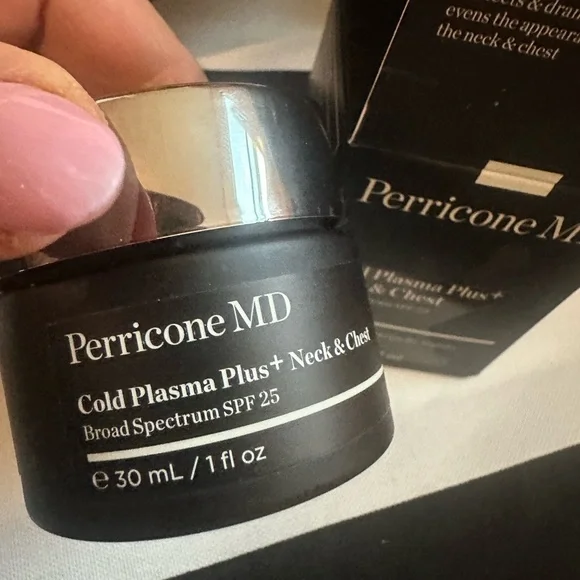 evens the appeara
the neck & chest
Perricone M
Plasma Plus+
& Chest
Perricone MD
Cold Plasma Plus+ Neck & Chest
Broad Spectrum SPF 25
℮ 30 mL / 1 fl oz